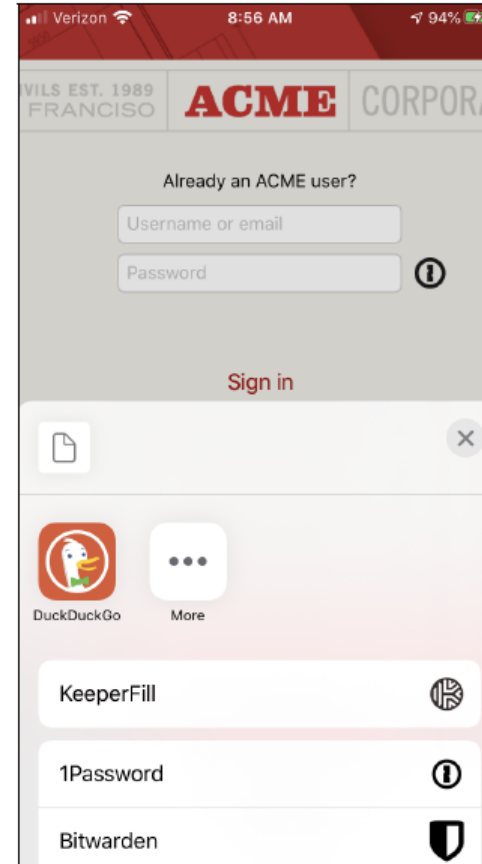 Verizon 8:56 AM 94%
VILS EST. 1989
FRANCISO
ACME
CORPORA
Already an ACME user?
Username or email
Password
Sign in
DuckDuckGo
More
KeeperFill
1Password
Bitwarden